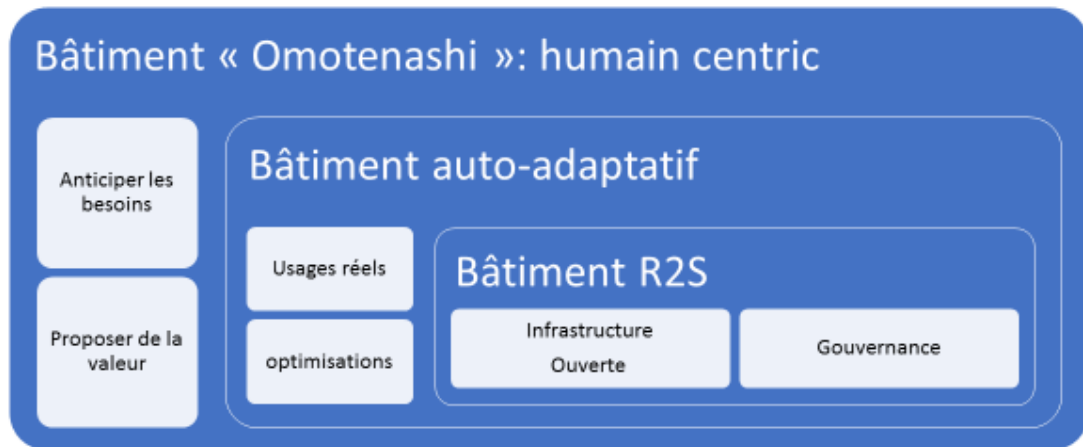 Bâtiment « Omotenashi »: humain centric
Anticiper les
besoins
Proposer de la
valeur
Bâtiment auto-adaptatif
Usages réels
optimisations
Bâtiment R2S
Infrastructure
Ouverte
Gouvernance